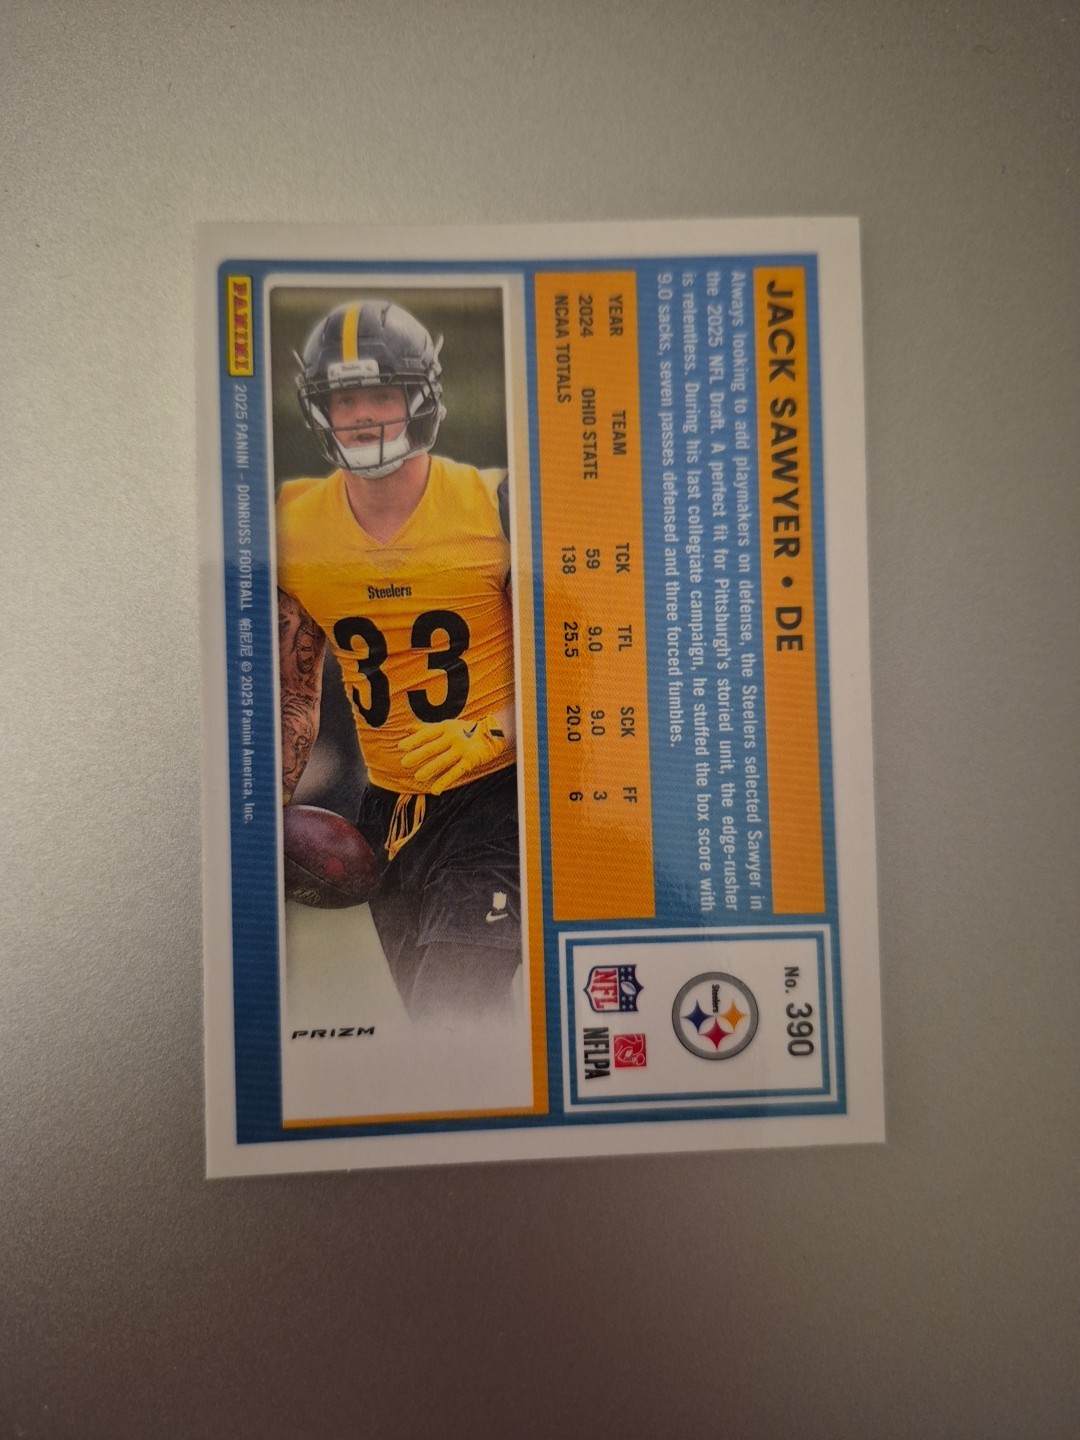 JACK SAWYER • DE
Always looking to add playmakers on defense, the Steelers selected Sawyer in
the 2025 NFL Draft. A perfect fit for Pittsburgh's storied unit, the edge-rusher
is relentless. During his last collegiate campaign, he stuffed the box score with
9.0 sacks, seven passes defensed and three forced fumbles.
YEAR TEAM TCK TFL SCK FF
2024 OHIO STATE 59 9.0 9.0 3
NCAA TOTALS 138 25.5 20.0 6
No. 390
Steelers
NFL
NFLPA
Steelers
33
PRIZM
PANINI
2025 PANINI – DONRUSS FOOTBALL 帕尼尼 © 2025 Panini America, Inc.